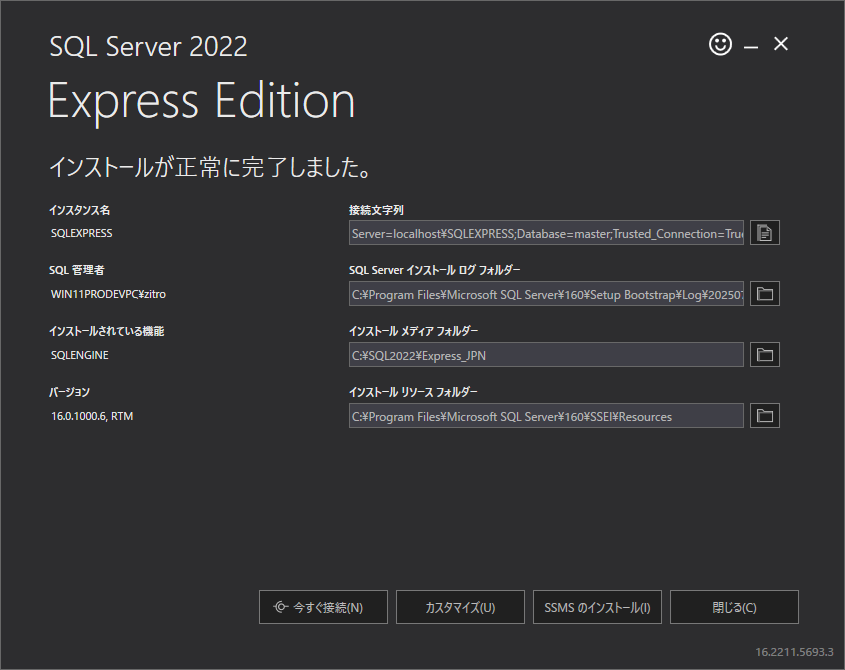 SQL Server 2022
Express Edition
インストールが正常に完了しました。
インスタンス名
SQLEXPRESS
接続文字列
Server=localhost¥SQLEXPRESS;Database=master;Trusted_Connection=True
SQL 管理者
WIN11PRODEVPC¥zitro
SQL Server インストール ログ フォルダー
C:¥Program Files¥Microsoft SQL Server¥160¥Setup Bootstrap¥Log¥202507
インストールされている機能
SQLENGINE
インストール メディア フォルダー
C:¥SQL2022¥Express_JPN
バージョン
16.0.1000.6, RTM
インストール リソース フォルダー
C:¥Program Files¥Microsoft SQL Server¥160¥SSEI¥Resources
今すぐ接続(N)
カスタマイズ(U)
SSMS のインストール(I)
閉じる(C)
16.2211.5693.3